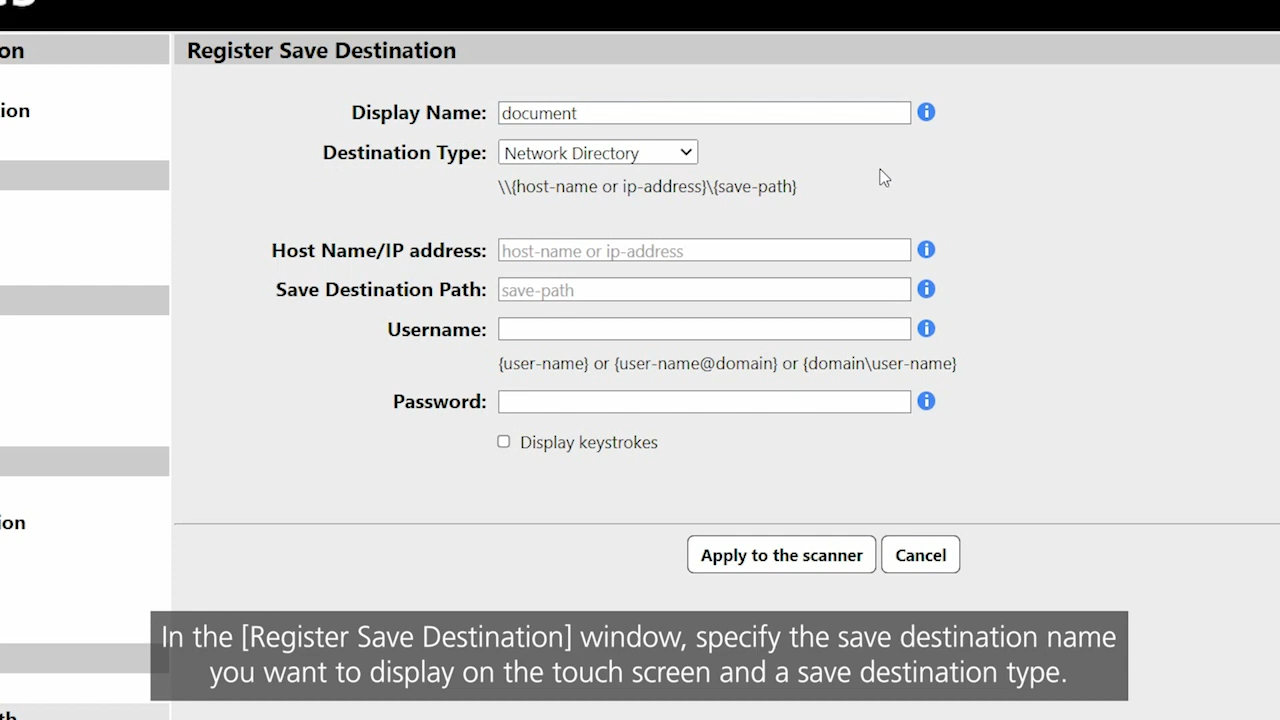 Register Save Destination
Display Name: document
Destination Type: Network Directory
\\{host-name or ip-address}\{save-path}
Host Name/IP address: host-name or ip-address
Save Destination Path: save-path
Username:
{user-name} or {user-name@domain} or {domain\user-name}
Password:
Display keystrokes
Apply to the scanner Cancel
In the [Register Save Destination] window, specify the save destination name
you want to display on the touch screen and a save destination type.